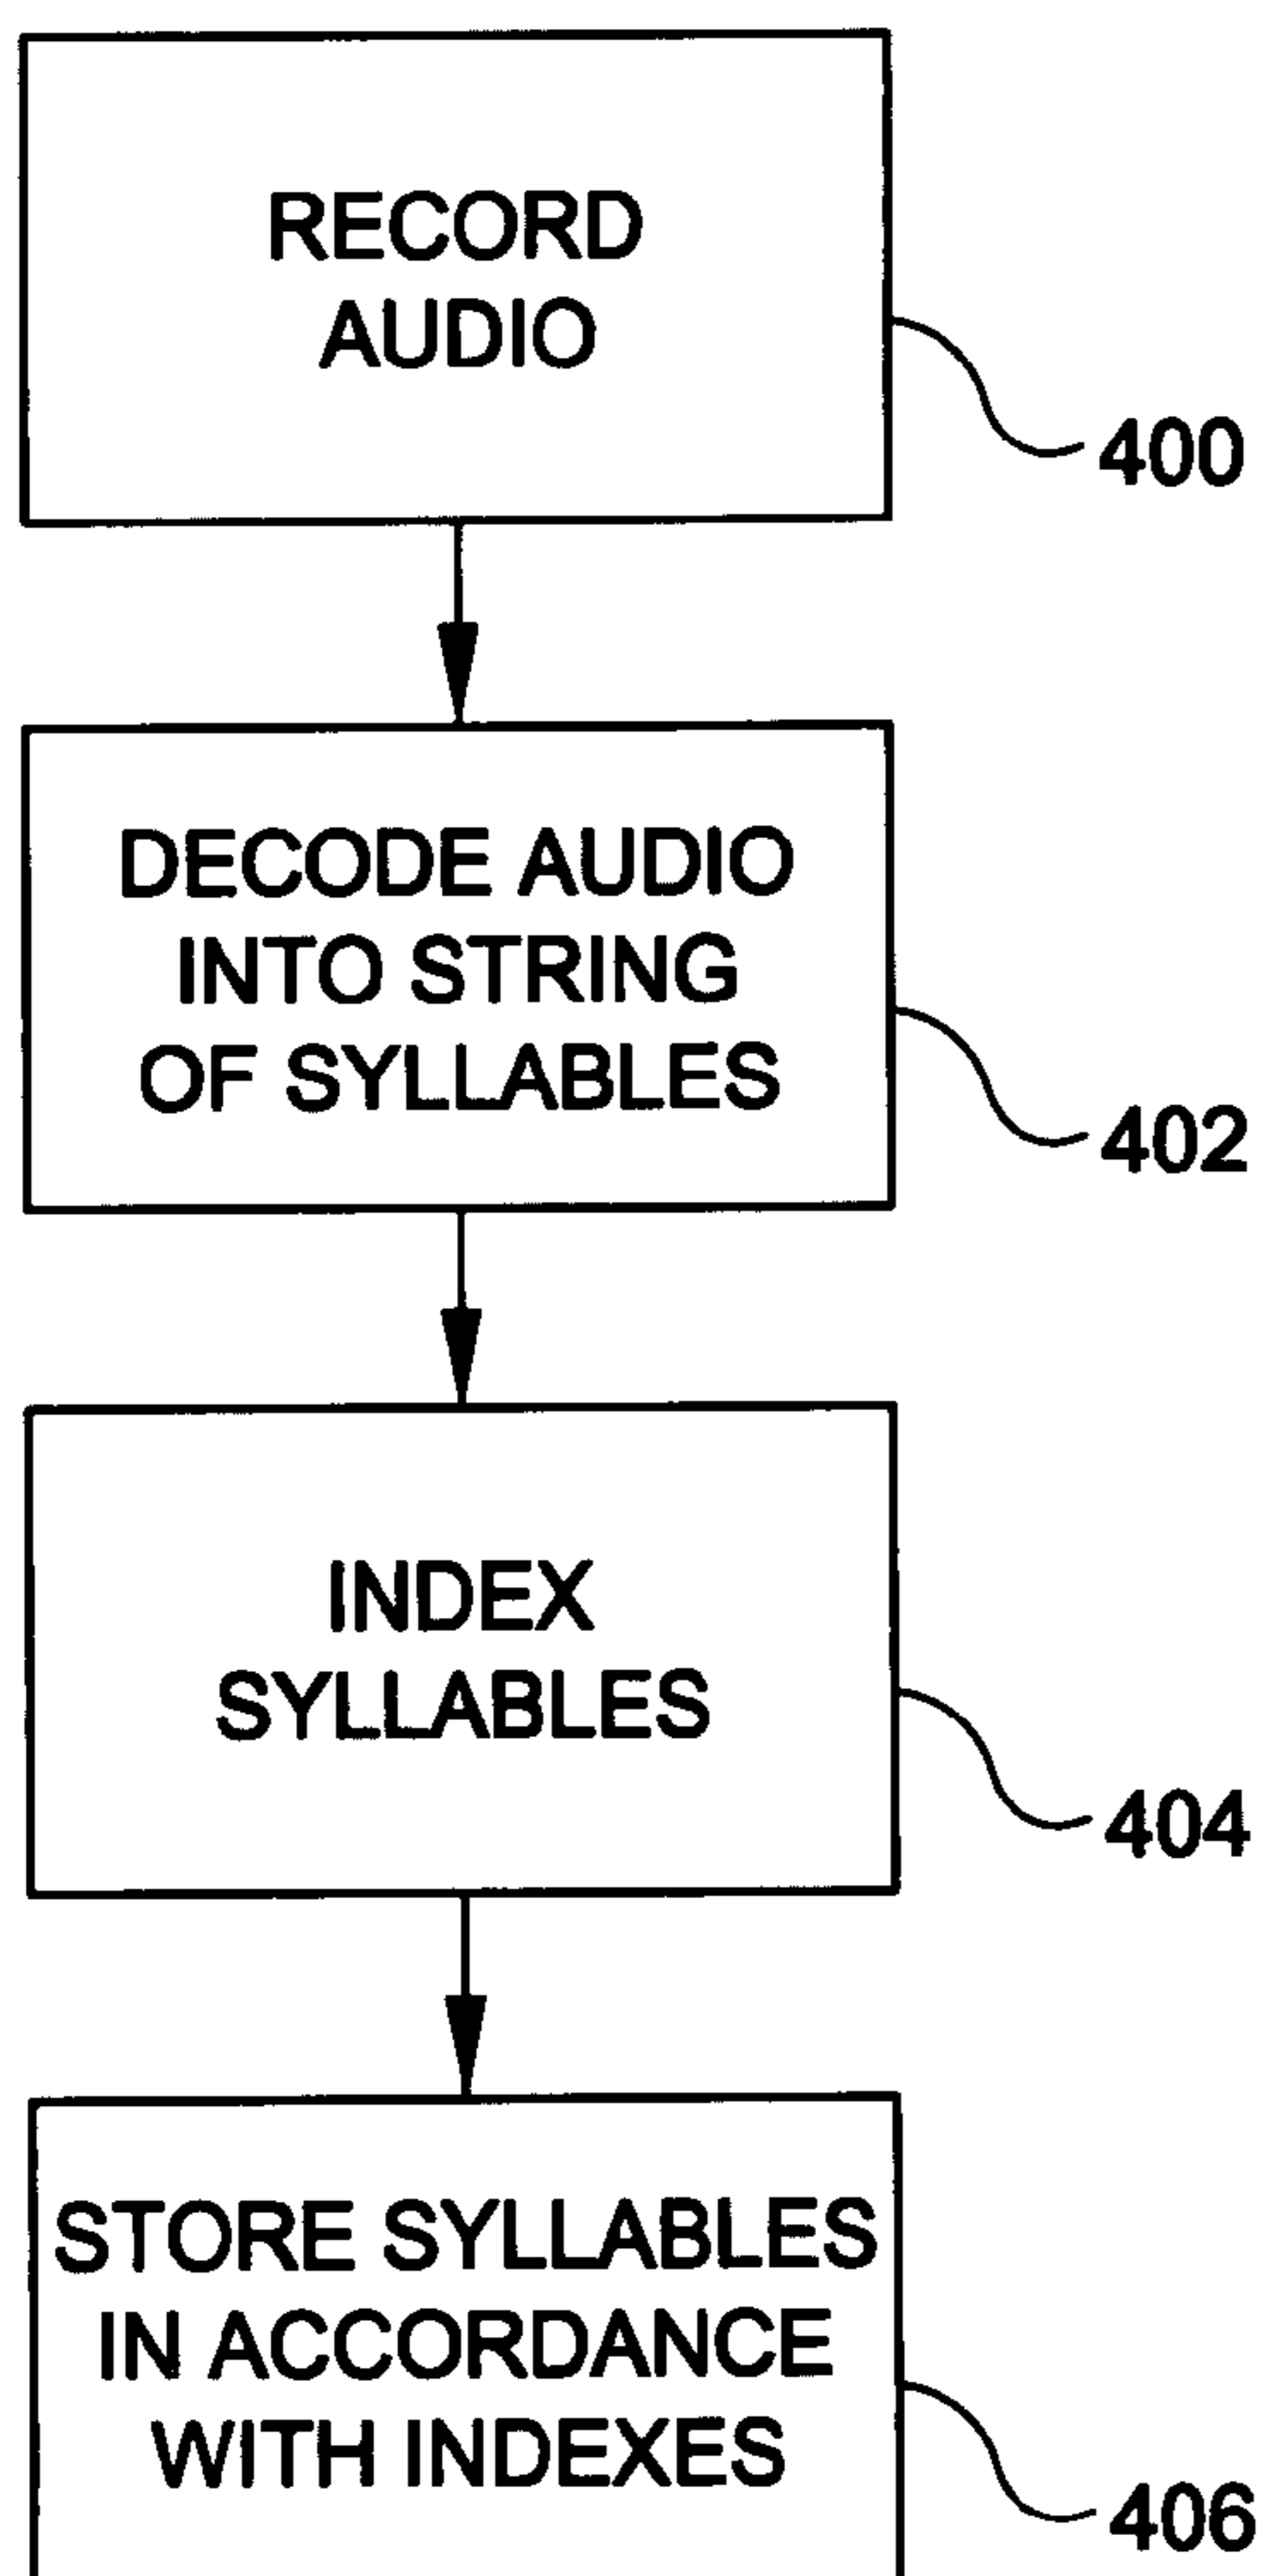 RECORD
AUDIO
400
DECODE AUDIO
INTO STRING
OF SYLLABLES
402
INDEX
SYLLABLES
404
STORE SYLLABLES
IN ACCORDANCE
WITH INDEXES
406